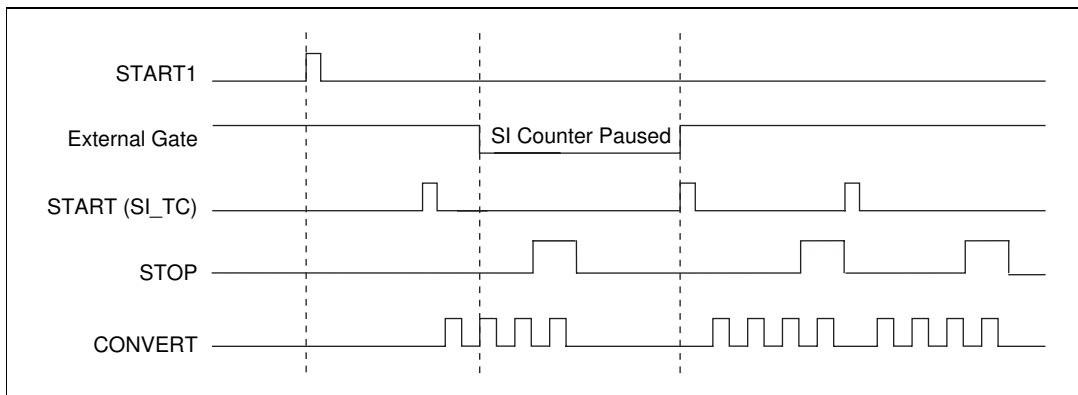 START1
External Gate
SI Counter Paused
START (SI_TC)
STOP
CONVERT